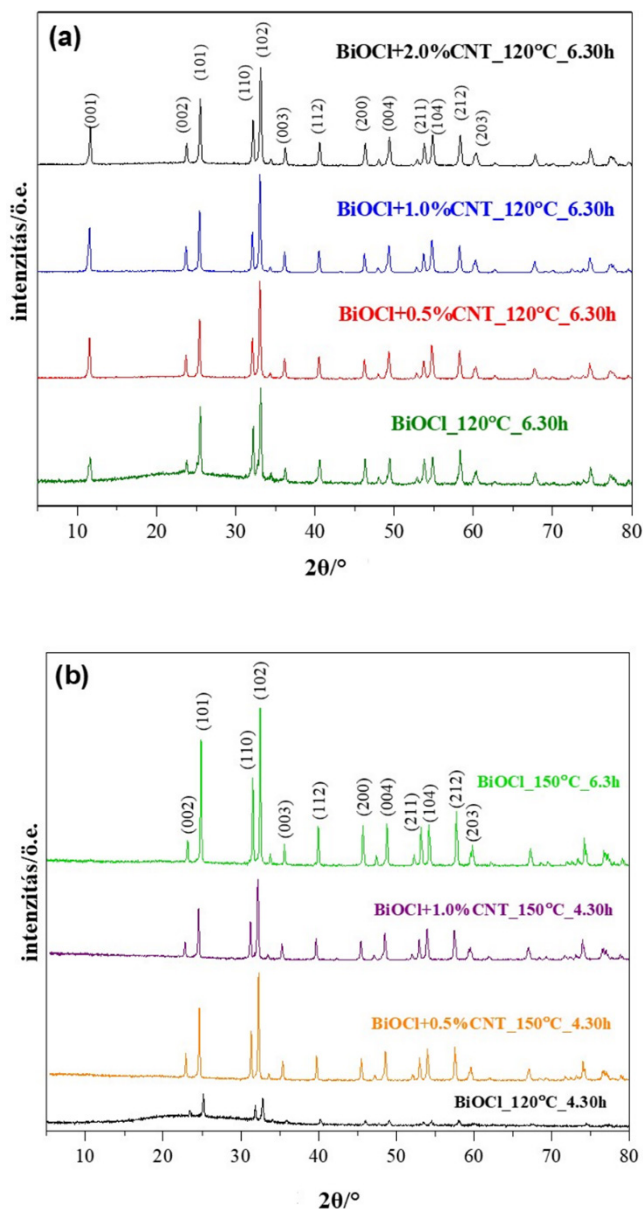 (a)
BiOCl+2.0%CNT_120°C_6.30h
(001)
(002)
(101)
(110)
(102)
(003)
(112)
(200)
(004)
(211)
(104)
(212)
(203)
BiOCl+1.0%CNT_120°C_6.30h
BiOCl+0.5%CNT_120°C_6.30h
BiOCl_120°C_6.30h
intenzitás/ö.e.
10 20 30 40 50 60 70 80
2θ/°
(b)
(002)
(101)
(110)
(102)
(003)
(112)
(200)
(004)
(211)
(104)
(212)
(203)
BiOCl_150°C_6.3h
BiOCl+1.0%CNT_150°C_4.30h
BiOCl+0.5%CNT_150°C_4.30h
BiOCl_120°C_4.30h
intenzitás/ö.e.
10 20 30 40 50 60 70 80
2θ/°